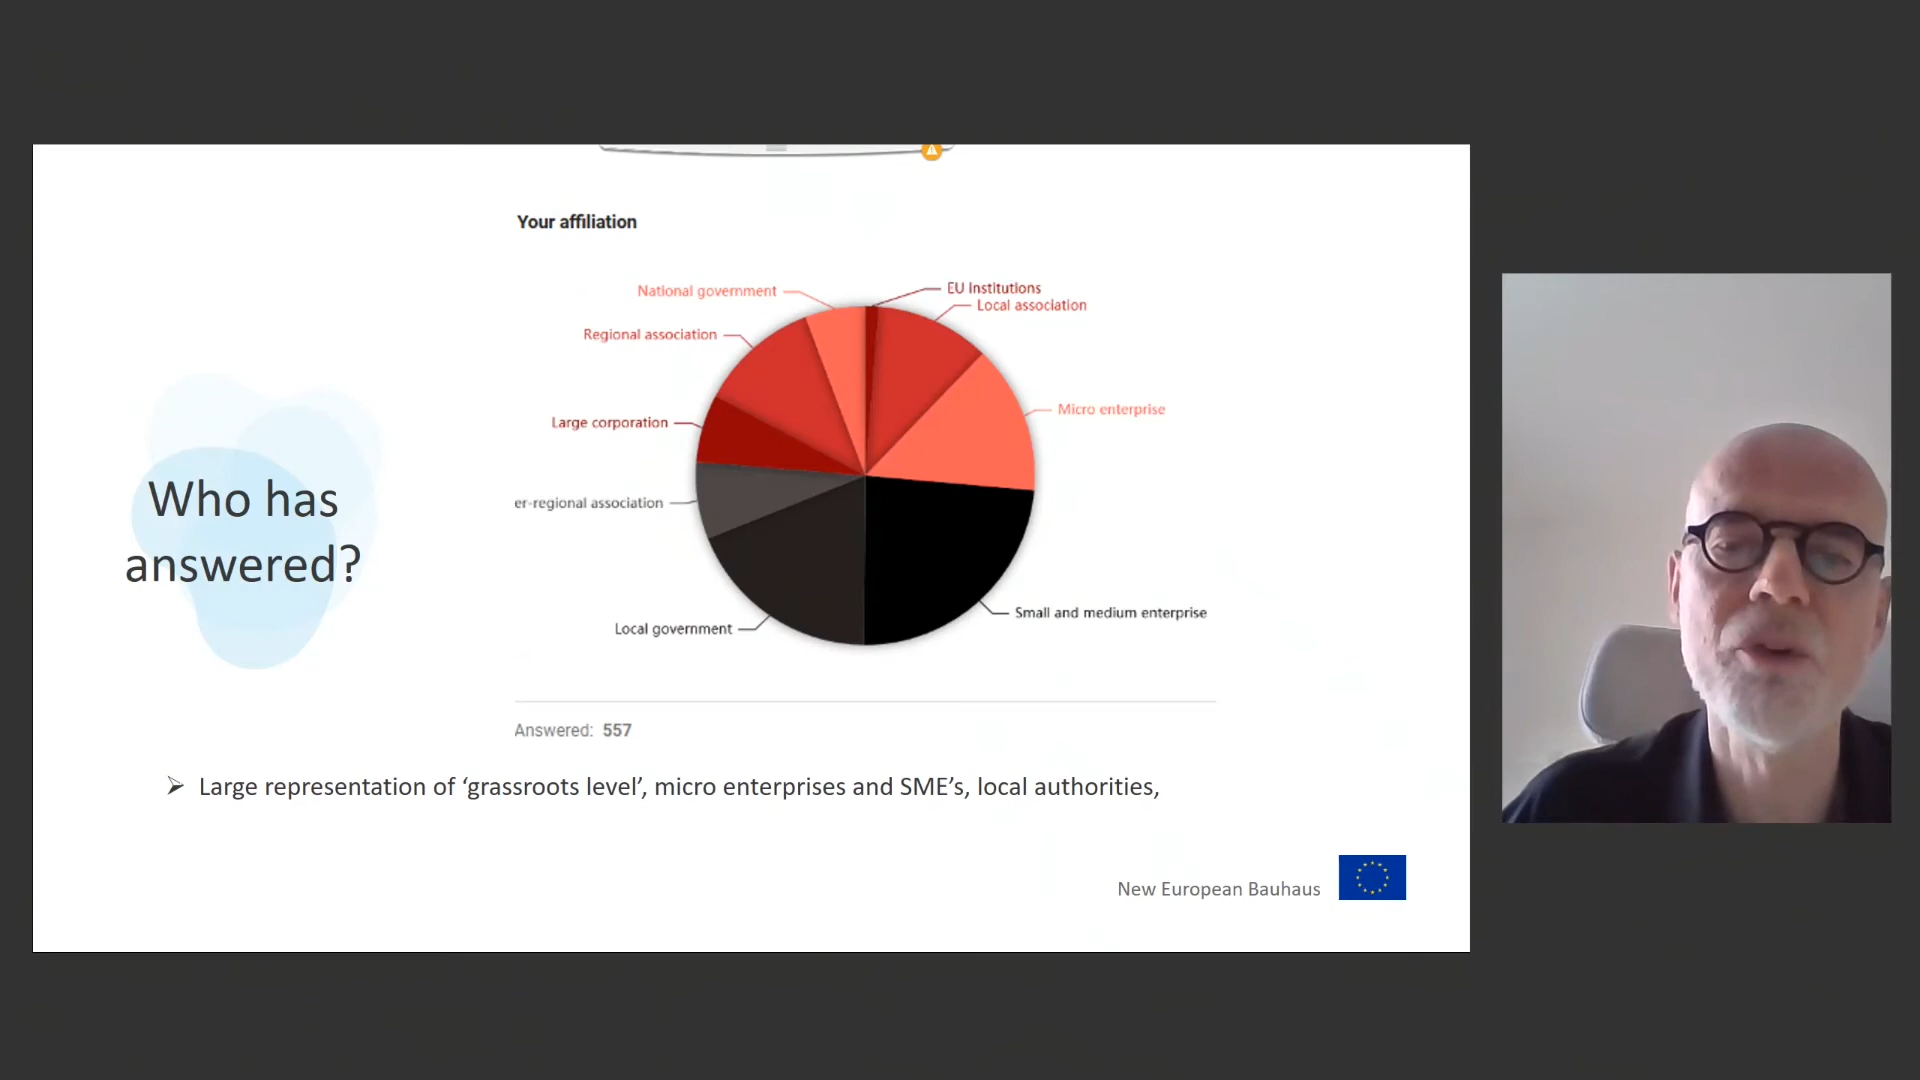 Who has
answered?
Your affiliation
National government
EU Institutions
Local association
Regional association
Micro enterprise
Large corporation
er-regional association
Small and medium enterprise
Local government
Answered: 557
Large representation of ‘grassroots level’, micro enterprises and SME’s, local authorities,
New European Bauhaus